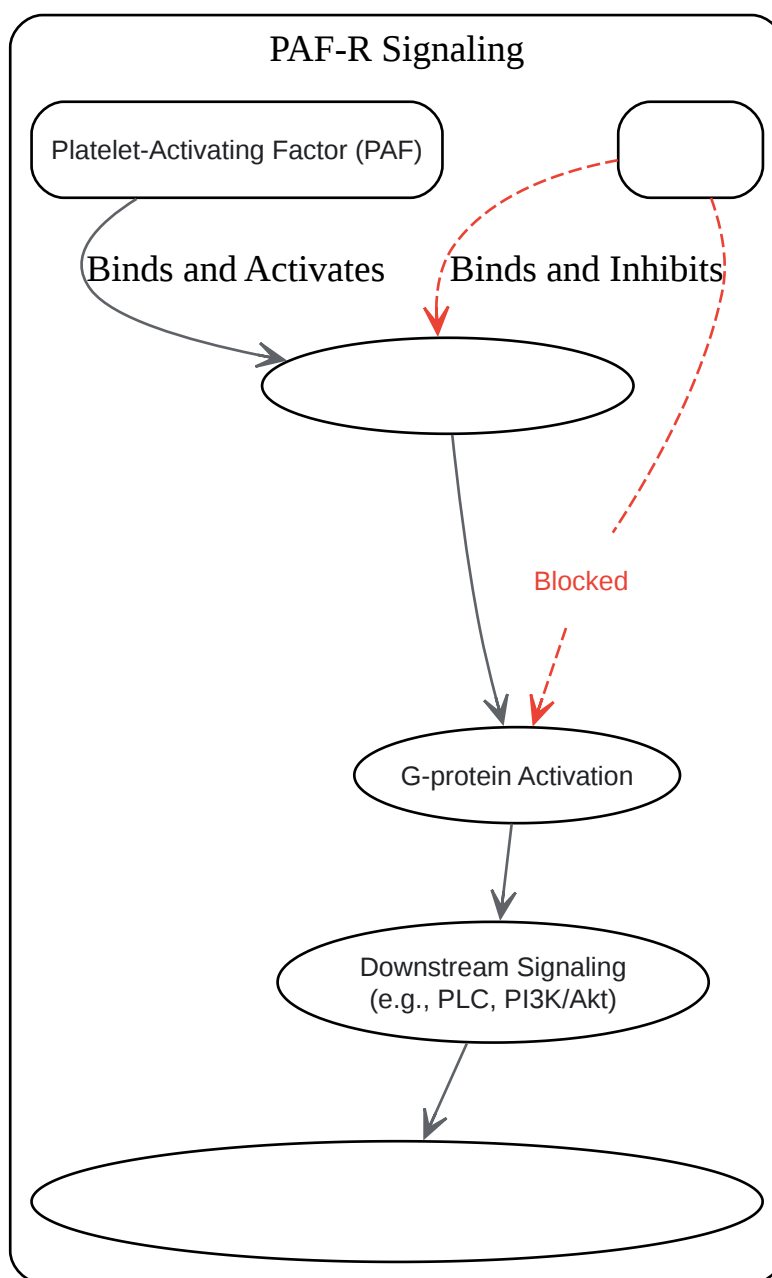 PAF-R Signaling
Platelet-Activating Factor (PAF)
Binds and Activates
Binds and Inhibits
Blocked
G-protein Activation
Downstream Signaling
(e.g., PLC, PI3K/Akt)